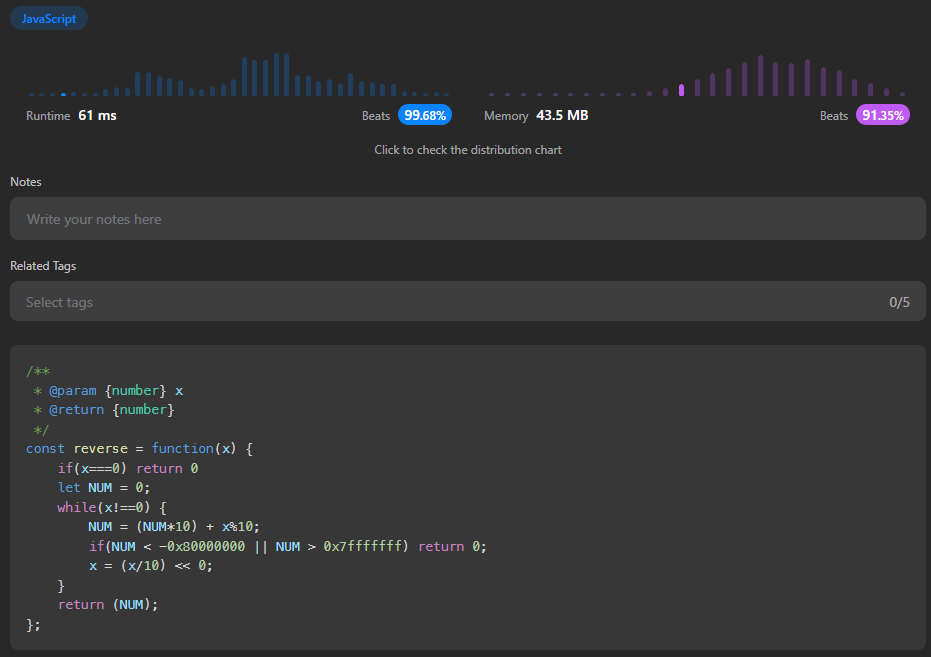 JavaScript
Runtime 61 ms Beats 99.68% Memory 43.5 MB Beats 91.35%
Click to check the distribution chart
Notes
Write your notes here
Related Tags
Select tags 0/5
/**
 * @param {number} x
 * @return {number}
 */
const reverse = function(x) {
    if(x===0) return 0
    let NUM = 0;
    while(x!==0) {
        NUM = (NUM*10) + x%10;
        if(NUM < -0x80000000 || NUM > 0x7fffffff) return 0;
        x = (x/10) << 0;
    }
    return (NUM);
};